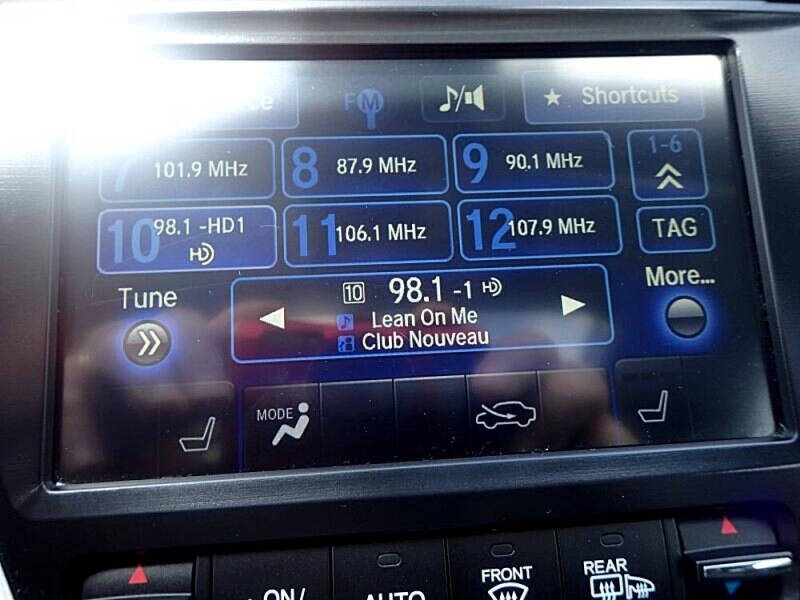 FM
Shortcuts
7 101.9 MHz
8 87.9 MHz
9 90.1 MHz
1-6
10 98.1 -HD1
11 106.1 MHz
12 107.9 MHz
TAG
Tune
10 98.1 -1
More...
Lean On Me
Club Nouveau
MODE
ON/
AUTO
FRONT
REAR